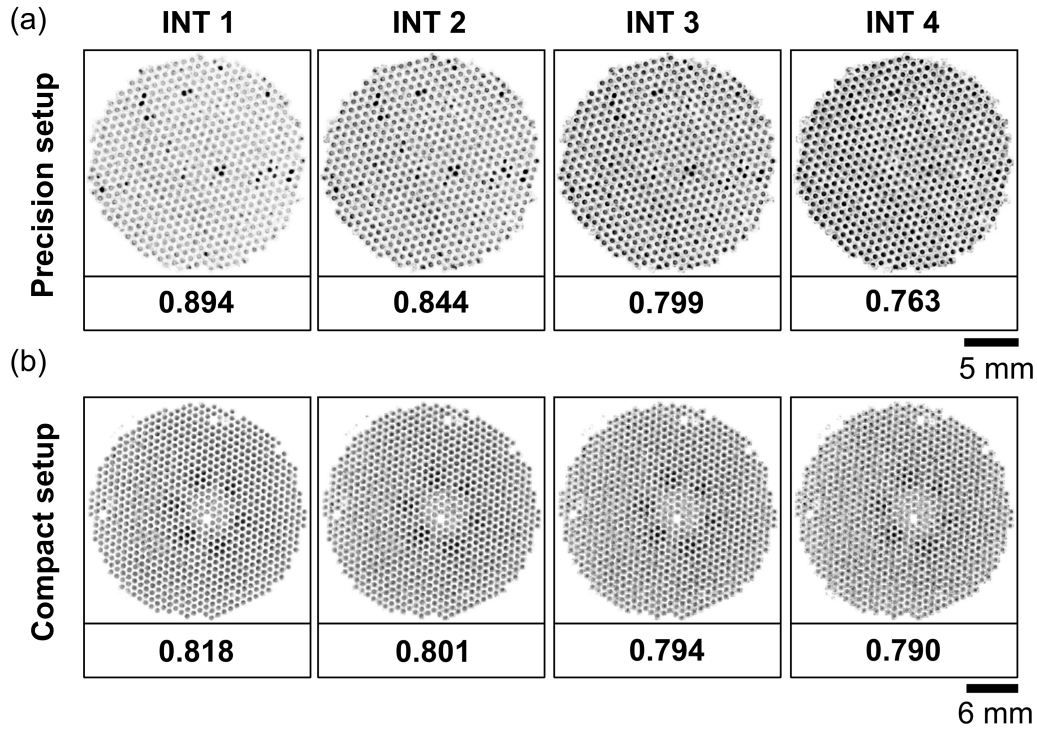 (a)
INT 1 INT 2 INT 3 INT 4
Precision setup
0.894 0.844 0.799 0.763
5 mm
(b)
Compact setup
0.818 0.801 0.794 0.790
6 mm